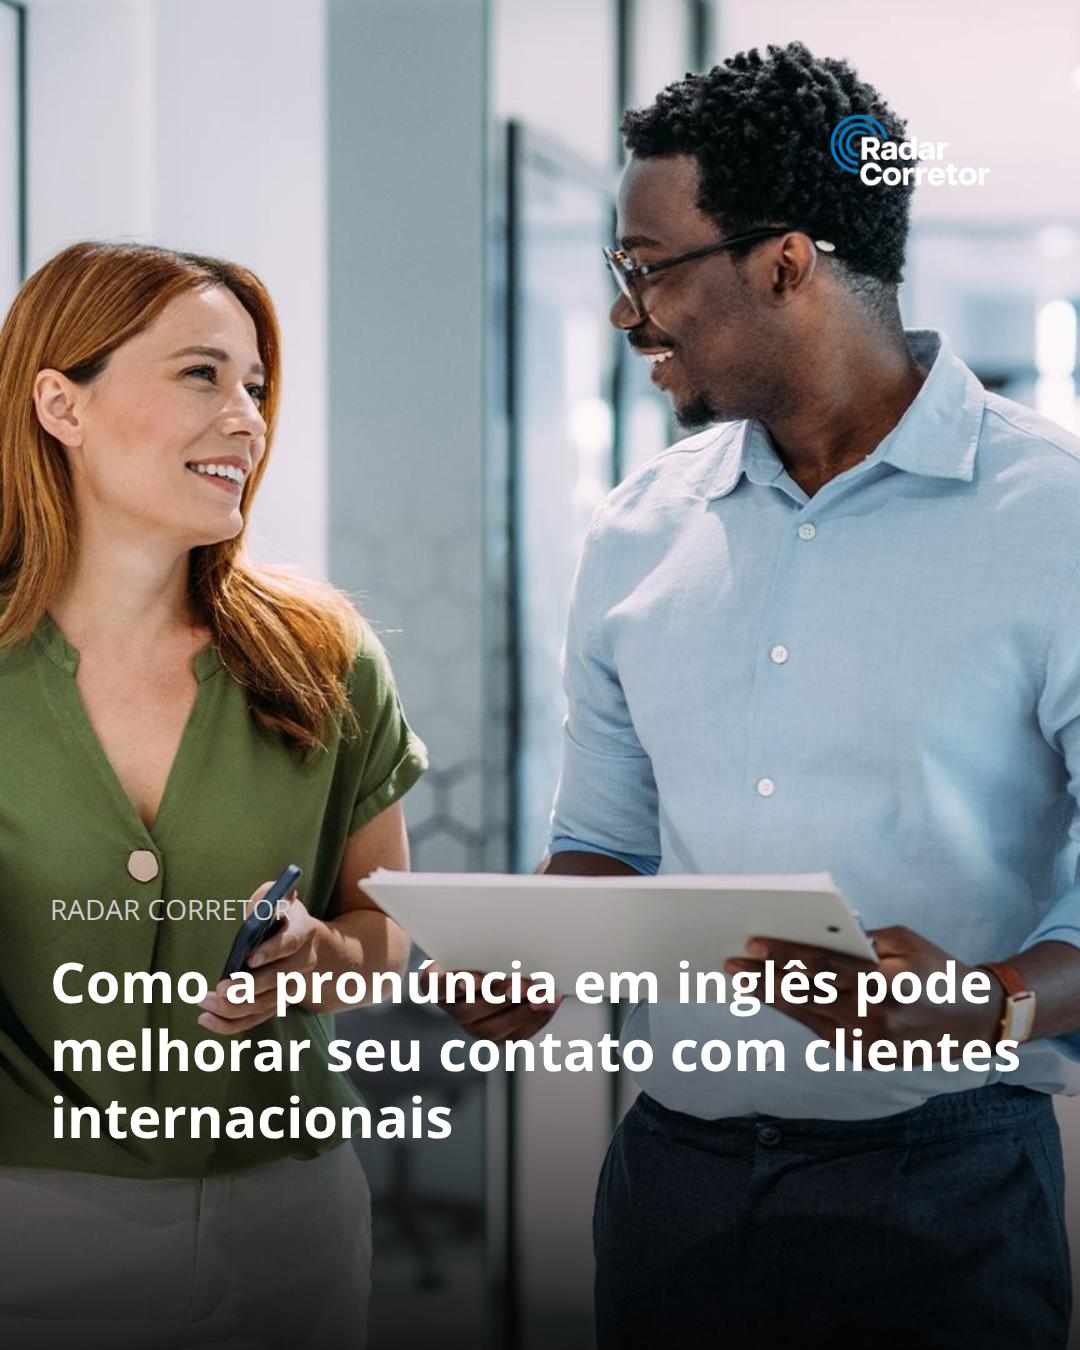 Radar
Corretor
RADAR CORRETOR
Como a pronúncia em inglês pode
melhorar seu contato com clientes
internacionais